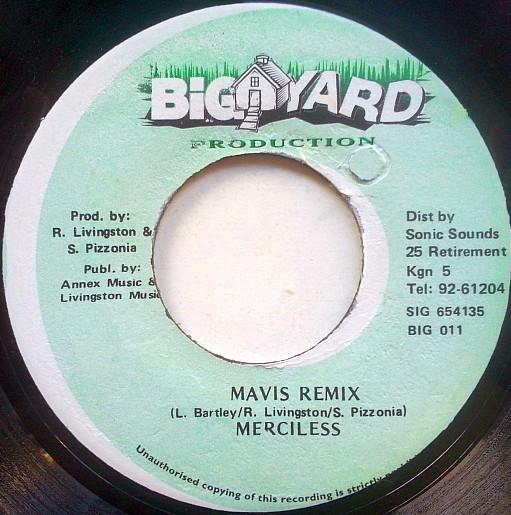 BiG YARD
PRODUCTION
Prod. by:
R. Livingston &
S. Pizzonia
Publ. by:
Annex Music &
Livingston Music
Dist by
Sonic Sounds
25 Retirement
Kgn 5
Tel: 92-61204
SIG 654135
BIG 011
MAVIS REMIX
(L. Bartley/R. Livingston/S. Pizzonia)
MERCILESS
Unauthorised copying of this recording is strictly